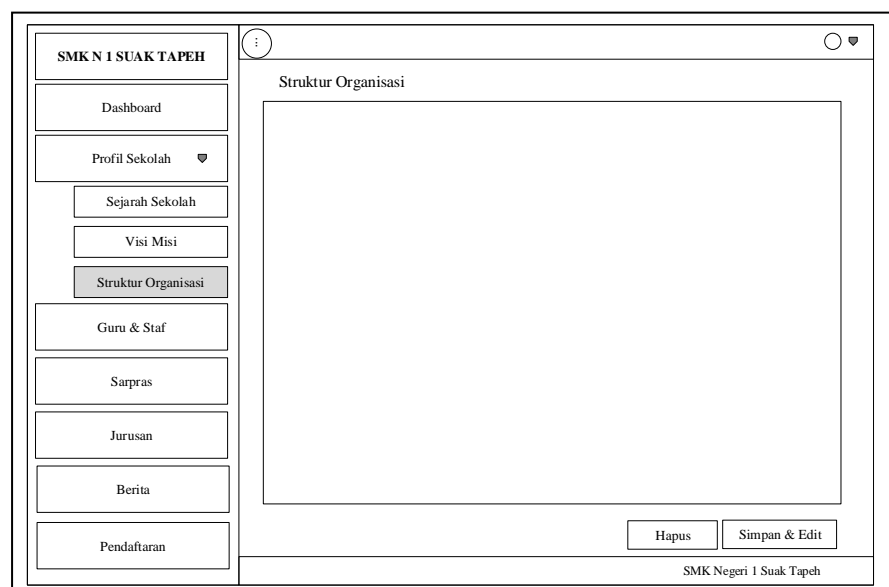 SMK N 1 SUAK TAPEH
Dashboard
Profil Sekolah
Sejarah Sekolah
Visi Misi
Struktur Organisasi
Guru & Staf
Sarpras
Jurusan
Berita
Pendaftaran
Struktur Organisasi
Hapus
Simpan & Edit
SMK Negeri 1 Suak Tapeh